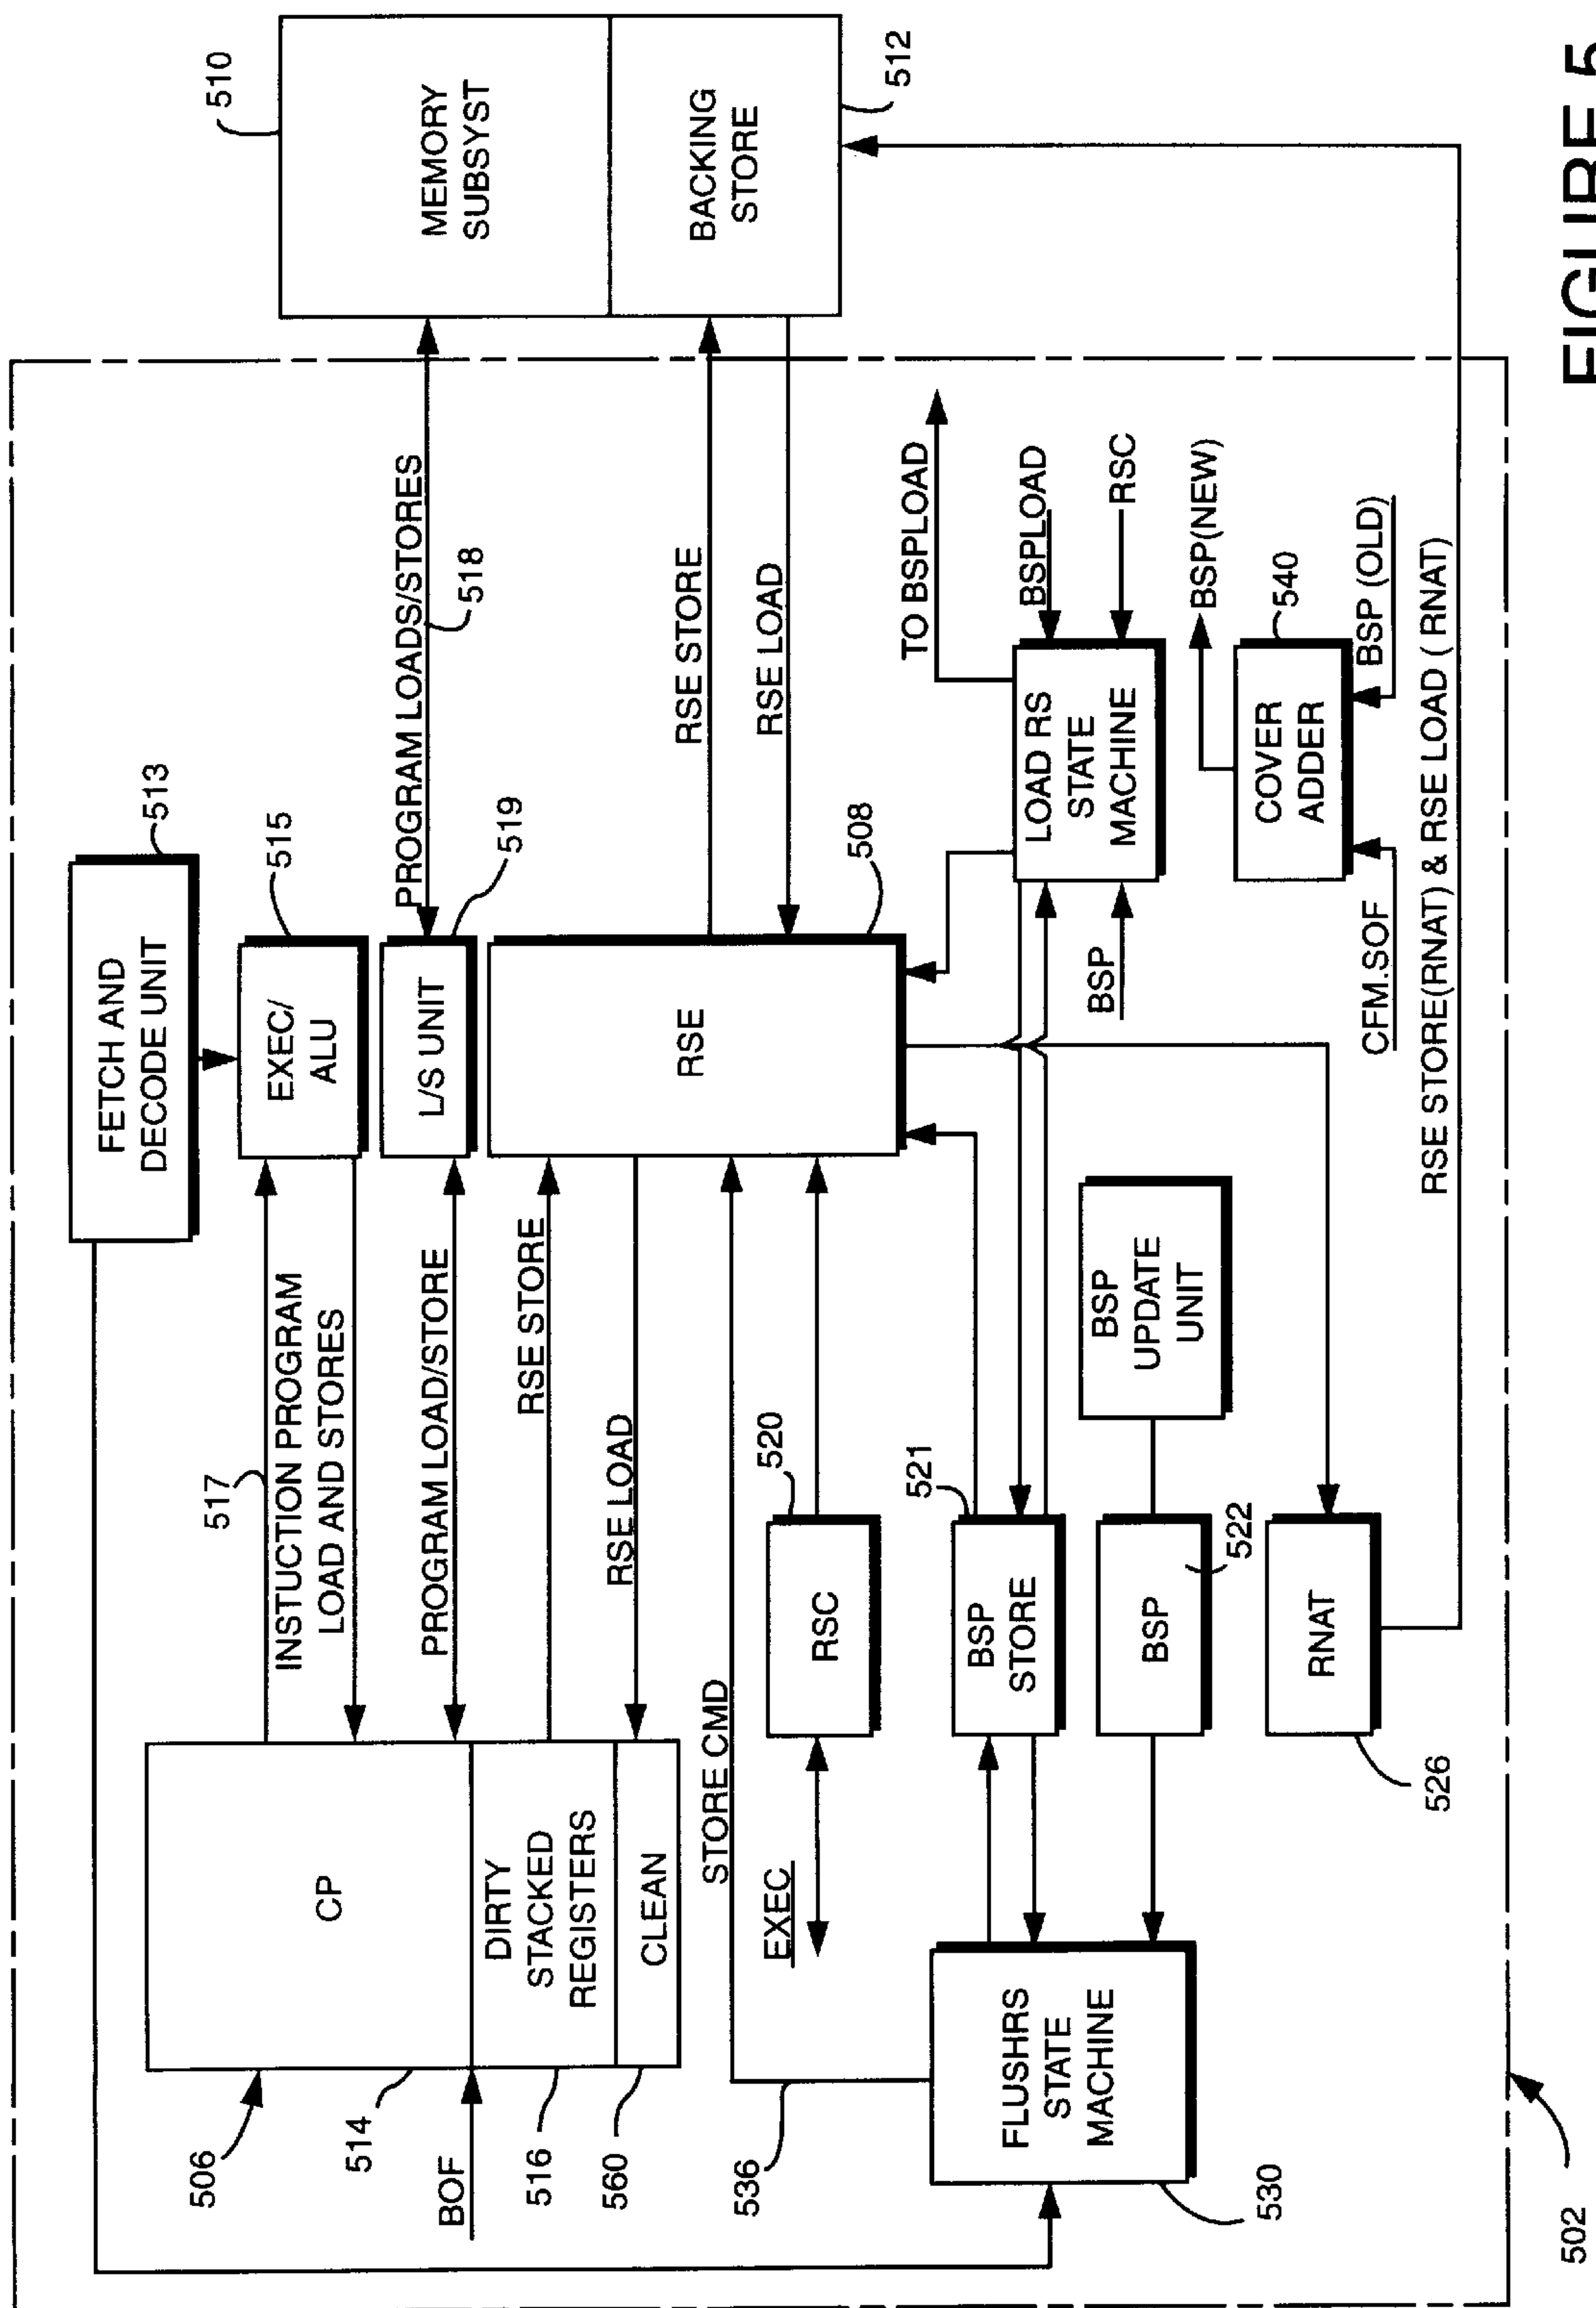 510
MEMORY
SUBSYST
BACKING
STORE
512
513
FETCH AND
DECODE UNIT
515
EXEC/
ALU
PROGRAM LOADS/STORES
518
519
L/S UNIT
RSE STORE
RSE LOAD
508
RSE
517
INSTUCTION PROGRAM
LOAD AND STORES
PROGRAM LOAD/STORE
RSE STORE
RSE LOAD
506
CP
514
BOF
DIRTY
STACKED
REGISTERS
516
CLEAN
560
STORE CMD
536
EXEC
RSC
520
BSP
STORE
521
BSP
522
BSP
UPDATE
UNIT
RNAT
526
FLUSHRS
STATE
MACHINE
530
TO BSPLOAD
BSPLOAD
RSC
LOAD RS
STATE
MACHINE
BSP
BSP(NEW)
540
COVER
ADDER
BSP (OLD)
CFM.SOF
RSE STORE(RNAT) & RSE LOAD ( RNAT)
502
FIGURE 5